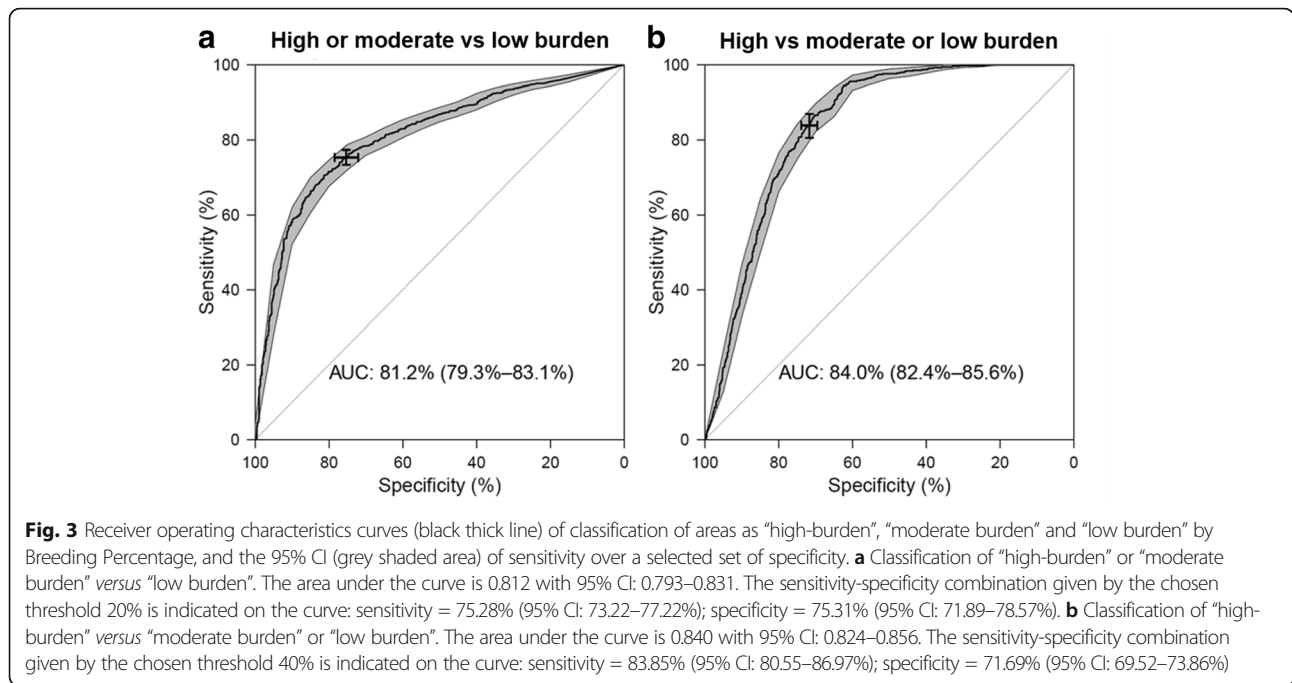 a High or moderate vs low burden
b High vs moderate or low burden
100
80
60
40
20
0
Sensitivity (%)
AUC: 81.2% (79.3%–83.1%)
100 80 60 40 20 0
Specificity (%)
100
80
60
40
20
0
Sensitivity (%)
AUC: 84.0% (82.4%–85.6%)
100 80 60 40 20 0
Specificity (%)
Fig. 3 Receiver operating characteristics curves (black thick line) of classification of areas as “high-burden”, “moderate burden” and “low burden” by
Breeding Percentage, and the 95% CI (grey shaded area) of sensitivity over a selected set of specificity. a Classification of “high-burden” or “moderate
burden” versus “low burden”. The area under the curve is 0.812 with 95% CI: 0.793–0.831. The sensitivity-specificity combination given by the chosen
threshold 20% is indicated on the curve: sensitivity = 75.28% (95% CI: 73.22–77.22%); specificity = 75.31% (95% CI: 71.89–78.57%). b Classification of “high-
burden” versus “moderate burden” or “low burden”. The area under the curve is 0.840 with 95% CI: 0.824–0.856. The sensitivity-specificity combination
given by the chosen threshold 40% is indicated on the curve: sensitivity = 83.85% (95% CI: 80.55–86.97%); specificity = 71.69% (95% CI: 69.52–73.86%)